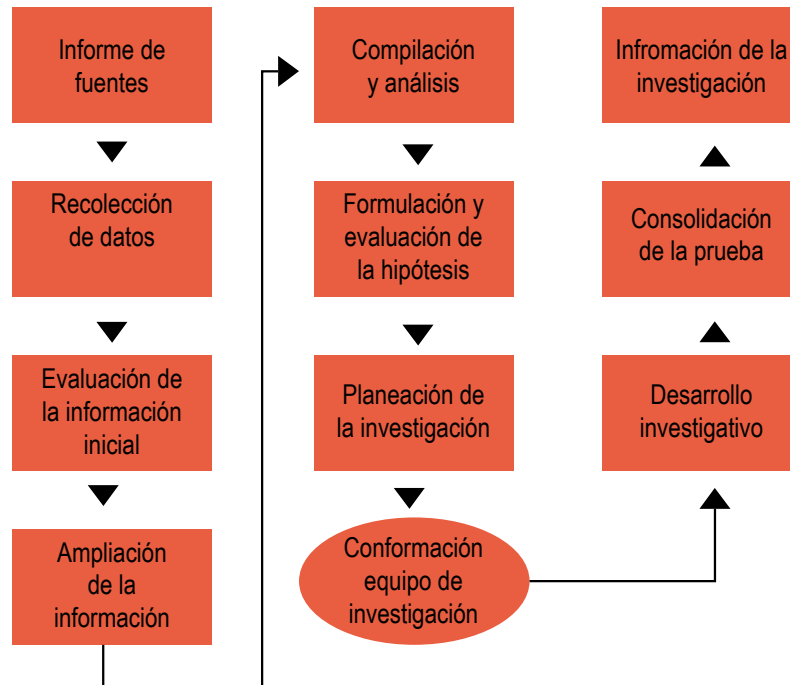 Informe de
fuentes
Recolección
de datos
Evaluación de
la información
inicial
Ampliación
de la
información
Compilación
y análisis
Formulación y
evaluación de
la hipótesis
Planeación de
la investigación
Conformación
equipo de
investigación
Desarrollo
investigativo
Consolidación
de la prueba
Infromación de la
investigación